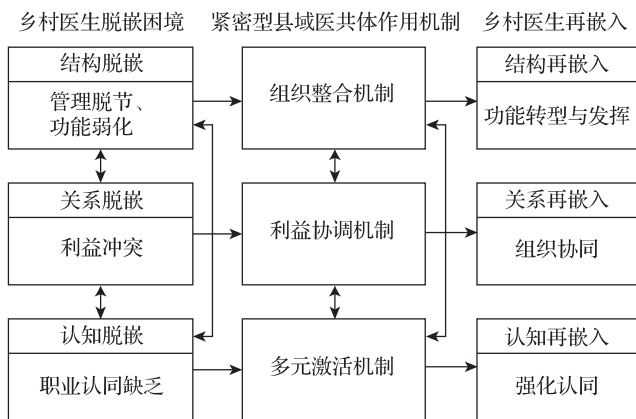 乡村医生脱嵌困境
紧密型县域医共体作用机制
乡村医生再嵌入
结构脱嵌
管理脱节、
功能弱化
组织整合机制
结构再嵌入
功能转型与发挥
关系脱嵌
利益冲突
利益协调机制
关系再嵌入
组织协同
认知脱嵌
职业认同缺乏
多元激活机制
认知再嵌入
强化认同